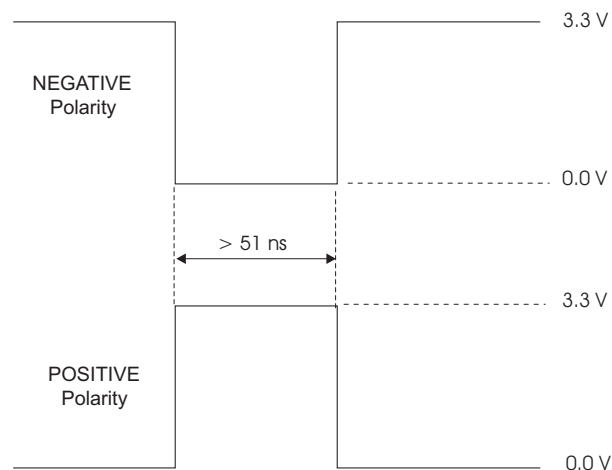 3.3 V
NEGATIVE
Polarity
0.0 V
> 51 ns
3.3 V
POSITIVE
Polarity
0.0 V